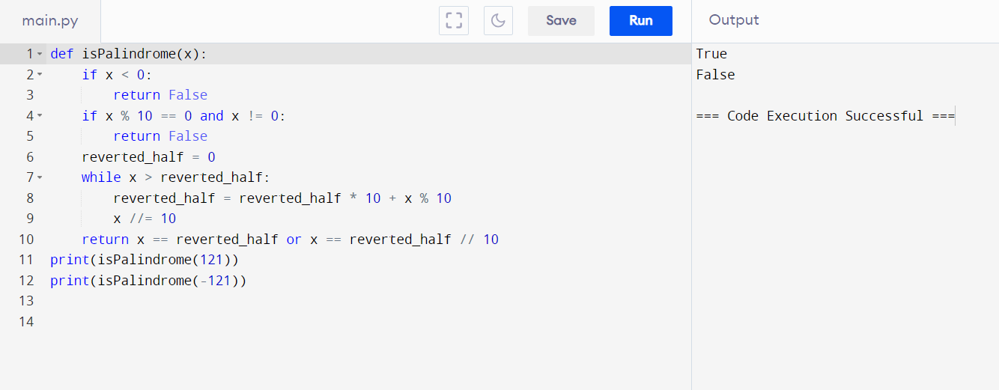 main.py Save Run Output
1 def isPalindrome(x):
2     if x < 0:
3         return False
4     if x % 10 == 0 and x != 0:
5         return False
6     reverted_half = 0
7     while x > reverted_half:
8         reverted_half = reverted_half * 10 + x % 10
9         x //= 10
10     return x == reverted_half or x == reverted_half // 10
11 print(isPalindrome(121))
12 print(isPalindrome(-121))
13
14
True
False
=== Code Execution Successful ===